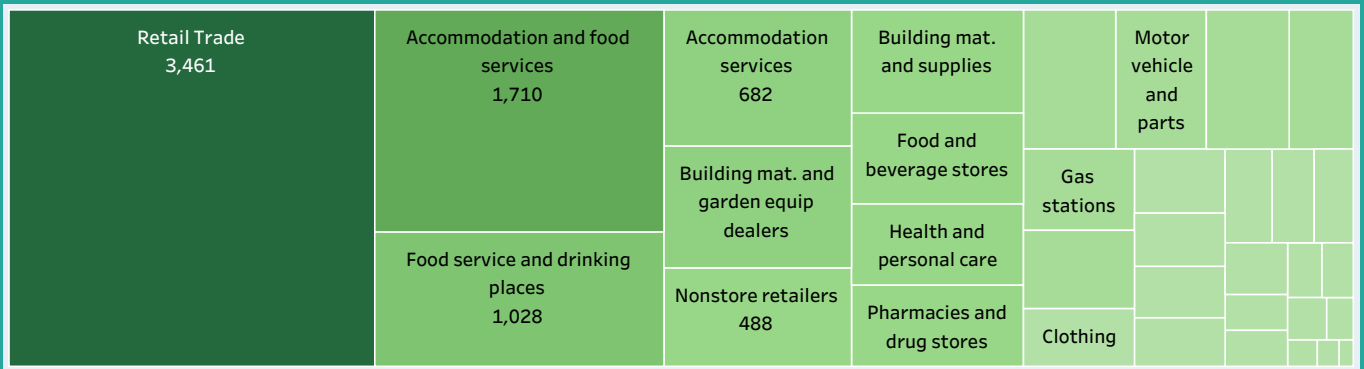 Retail Trade
3,461
Accommodation and food
services
1,710
Food service and drinking
places
1,028
Accommodation
services
682
Building mat. and
garden equip
dealers
Nonstore retailers
488
Building mat.
and supplies
Food and
beverage stores
Health and
personal care
Pharmacies and
drug stores
Motor
vehicle
and
parts
Gas
stations
Clothing